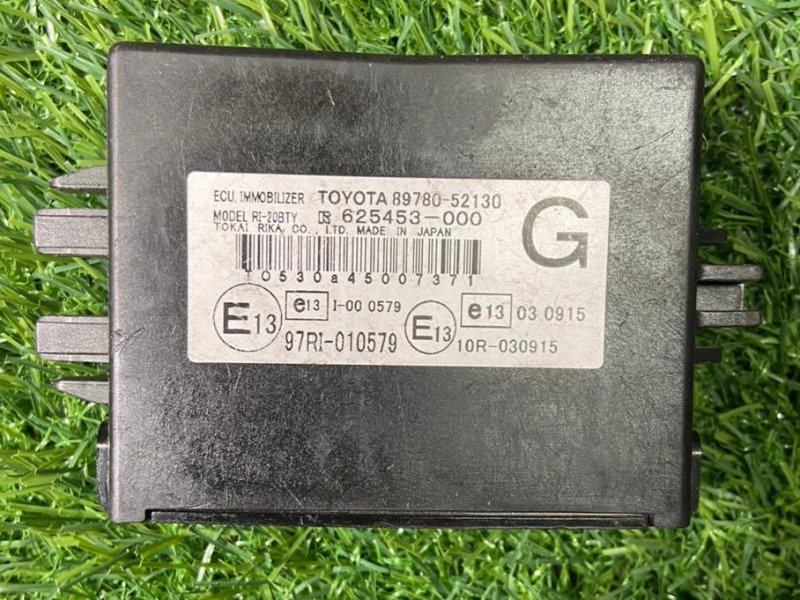 ECU, IMMOBILIZER TOYOTA 89780-52130
MODEL RI-20BTY 625453-000
TOKAI RIKA, CO., LTD. MADE IN JAPAN
G
10530a45007371
E13 e13 I-00 0579 E13 e13 03 0915
97RI-010579 10R-030915